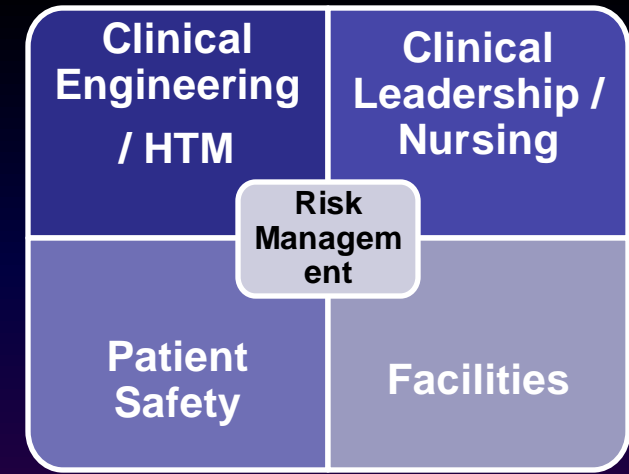 Clinical
Engineering
/ HTM
Clinical
Leadership /
Nursing
Risk
Managem
ent
Patient
Safety
Facilities